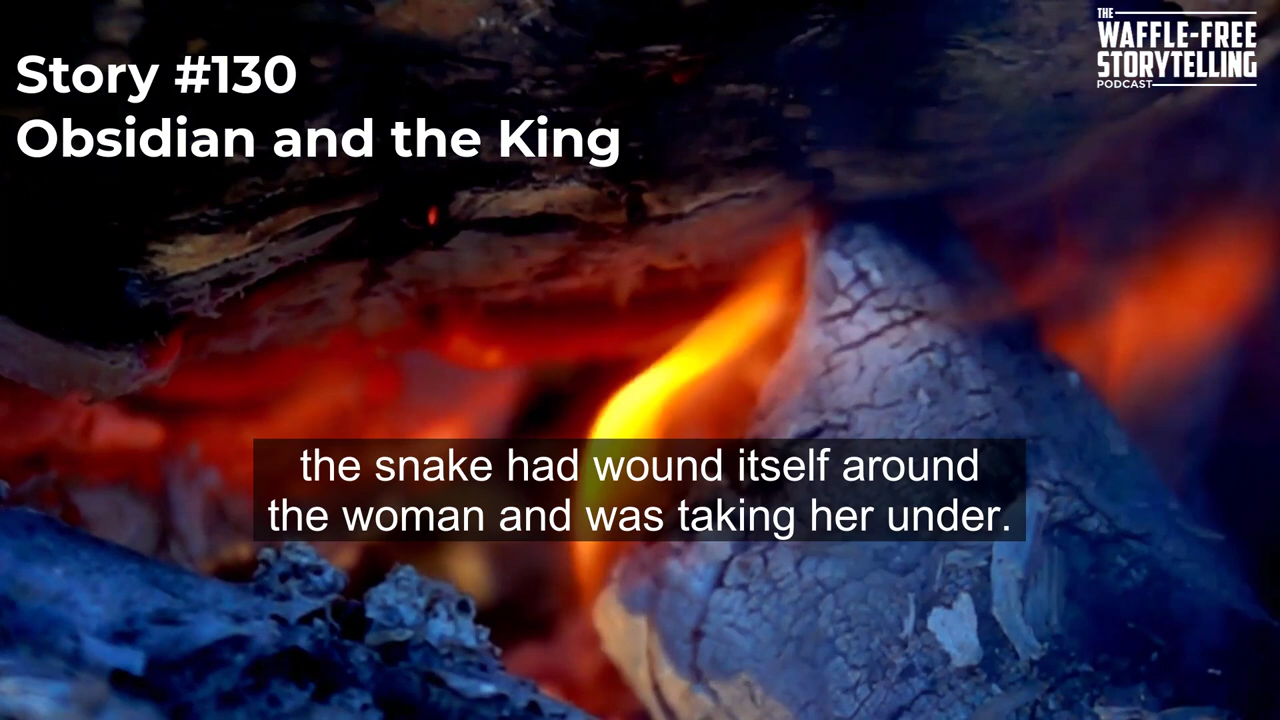 THE
WAFFLE-FREE
STORYTELLING
PODCAST
Story #130
Obsidian and the King
the snake had wound itself around
the woman and was taking her under.